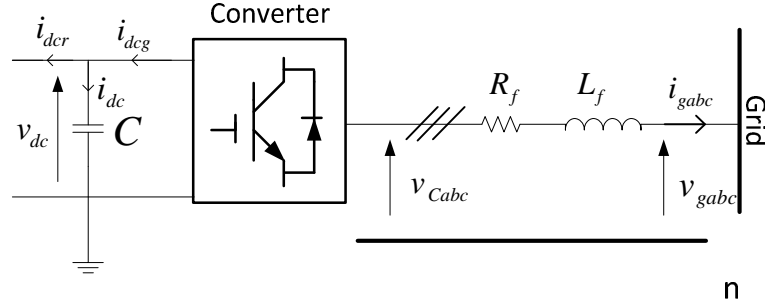 Converter
i_dcr
i_dcg
i_dc
v_dc
C
R_f
L_f
i_gabc
v_Cabc
v_gabc
Grid
n